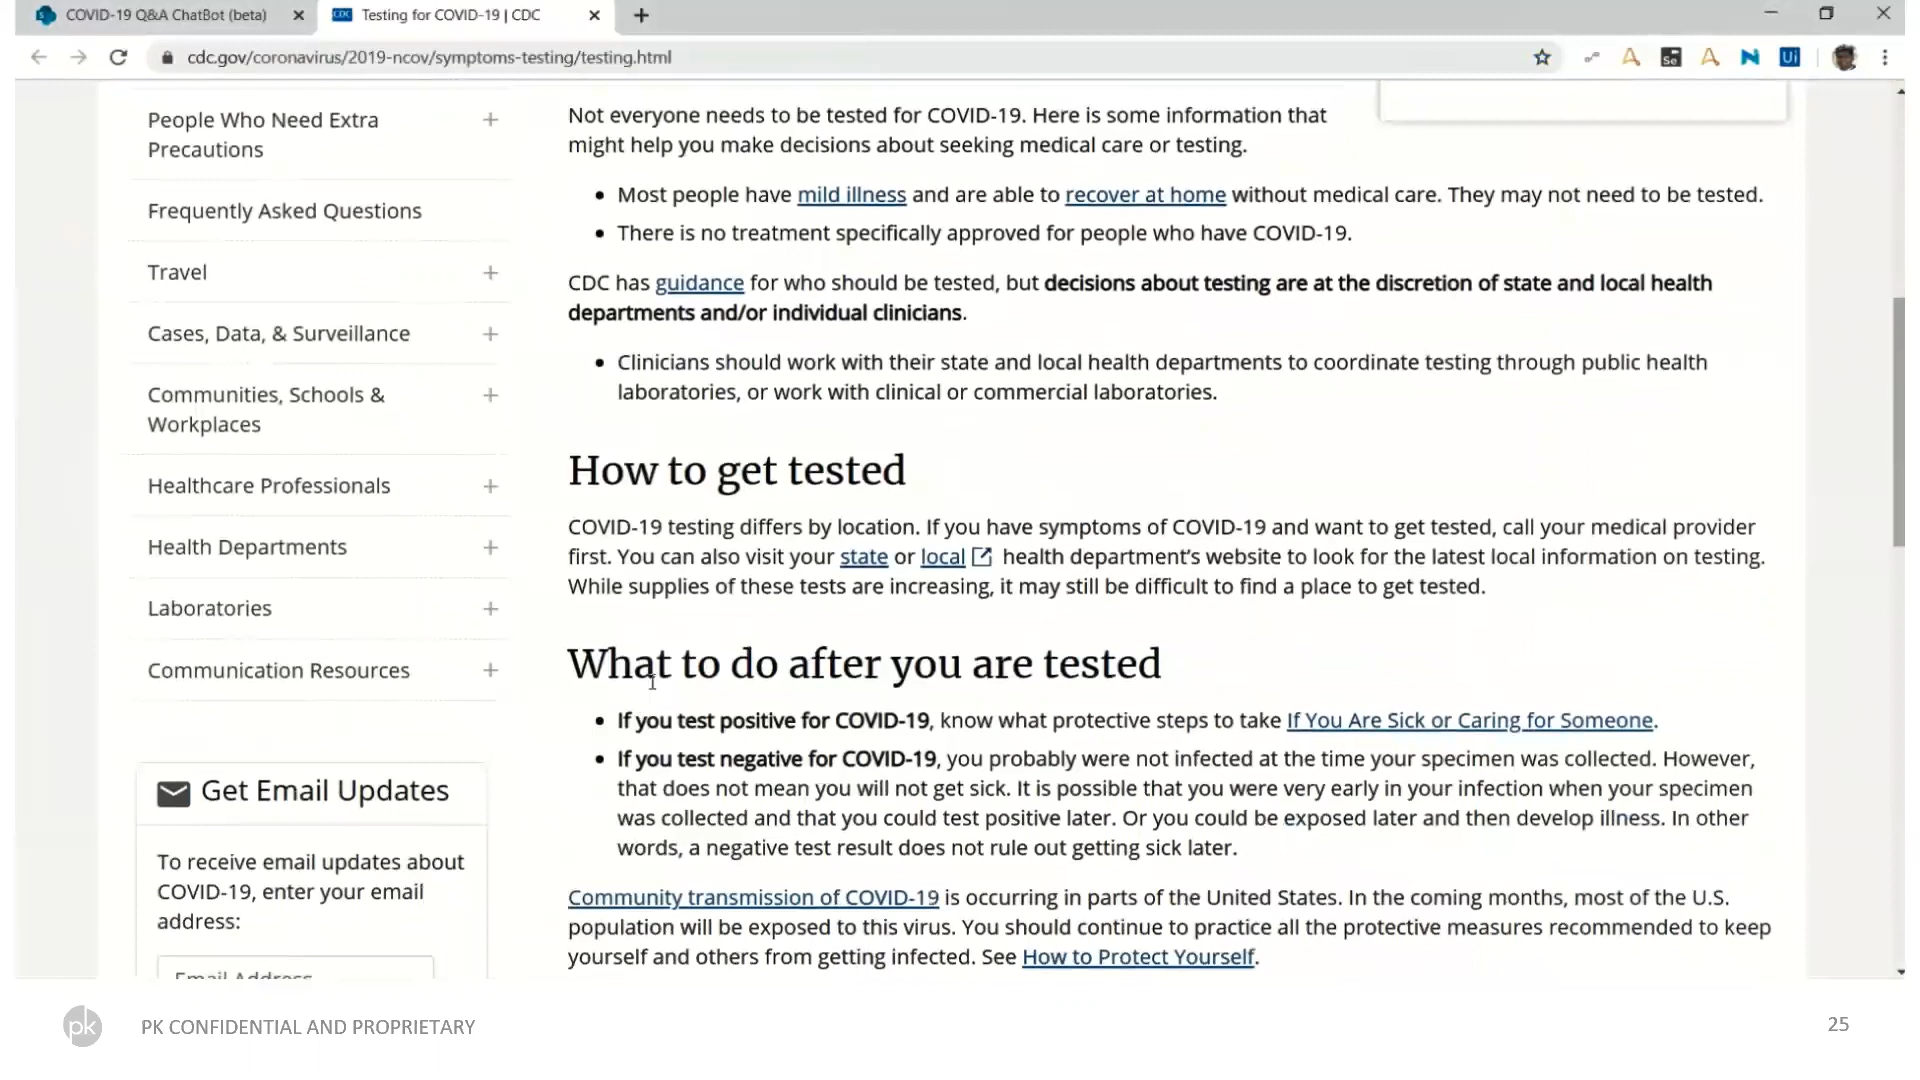 COVID-19 Q&A ChatBot (beta)
CDC
Testing for COVID-19 | CDC
cdc.gov/coronavirus/2019-ncov/symptoms-testing/testing.html
Se
Ui
People Who Need Extra
Precautions
Frequently Asked Questions
Travel
Cases, Data, & Surveillance
Communities, Schools &
Workplaces
Healthcare Professionals
Health Departments
Laboratories
Communication Resources
Get Email Updates
To receive email updates about
COVID-19, enter your email
address:
Email Address
Not everyone needs to be tested for COVID-19. Here is some information that
might help you make decisions about seeking medical care or testing.
• Most people have mild illness and are able to recover at home without medical care. They may not need to be tested.
• There is no treatment specifically approved for people who have COVID-19.
CDC has guidance for who should be tested, but decisions about testing are at the discretion of state and local health
departments and/or individual clinicians.
• Clinicians should work with their state and local health departments to coordinate testing through public health
laboratories, or work with clinical or commercial laboratories.
How to get tested
COVID-19 testing differs by location. If you have symptoms of COVID-19 and want to get tested, call your medical provider
first. You can also visit your state or local health department's website to look for the latest local information on testing.
While supplies of these tests are increasing, it may still be difficult to find a place to get tested.
What to do after you are tested
• If you test positive for COVID-19, know what protective steps to take If You Are Sick or Caring for Someone.
• If you test negative for COVID-19, you probably were not infected at the time your specimen was collected. However,
that does not mean you will not get sick. It is possible that you were very early in your infection when your specimen
was collected and that you could test positive later. Or you could be exposed later and then develop illness. In other
words, a negative test result does not rule out getting sick later.
Community transmission of COVID-19 is occurring in parts of the United States. In the coming months, most of the U.S.
population will be exposed to this virus. You should continue to practice all the protective measures recommended to keep
yourself and others from getting infected. See How to Protect Yourself.
pk
PK CONFIDENTIAL AND PROPRIETARY
25